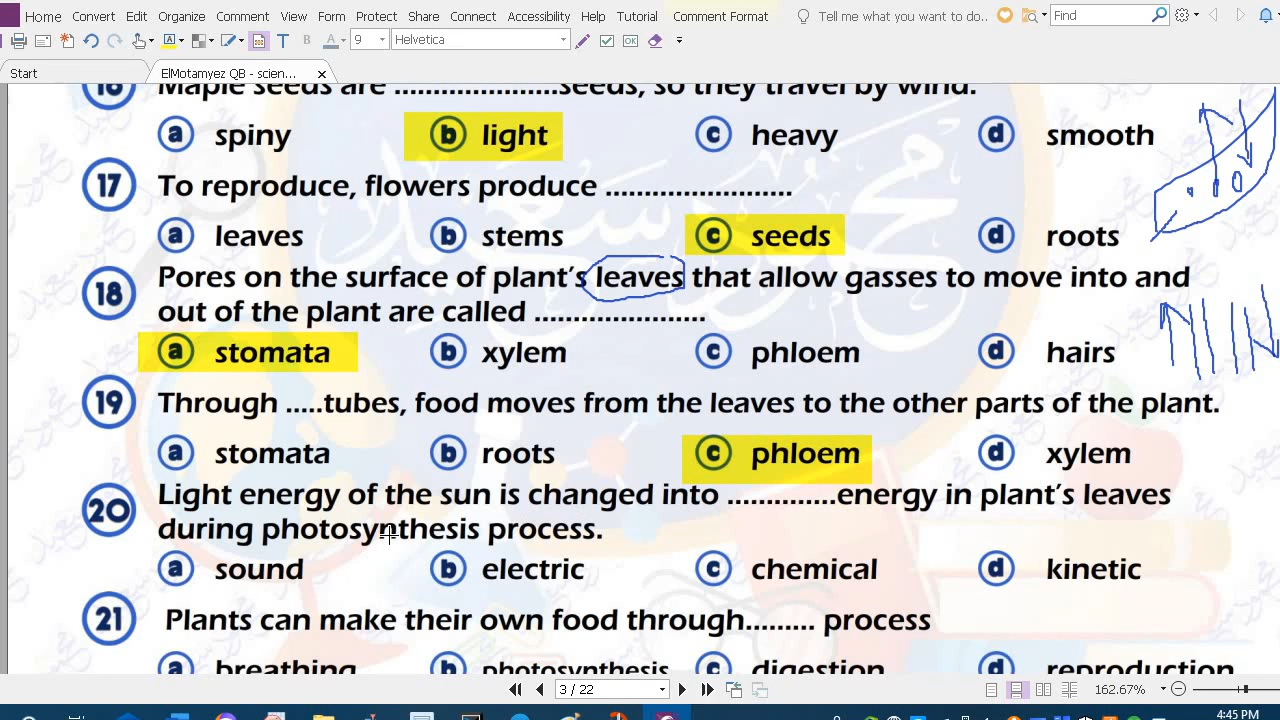 Home Convert Edit Organize Comment View Form Protect Share Connect Accessibility Help Tutorial Comment Format Tell me what you want to do.. Find
9 Helvetica
Start ElMotamyez QB - scien...
16 Maple seeds are .....................seeds, so they travel by wind.
a spiny b light c heavy d smooth
17 To reproduce, flowers produce ........................
a leaves b stems c seeds d roots
18 Pores on the surface of plant's leaves that allow gasses to move into and
out of the plant are called ......................
a stomata b xylem c phloem d hairs
19 Through .....tubes, food moves from the leaves to the other parts of the plant.
a stomata b roots c phloem d xylem
20 Light energy of the sun is changed into ..............energy in plant's leaves
during photosynthesis process.
a sound b electric c chemical d kinetic
21 Plants can make their own food through......... process
a breathing b photosynthesis c digestion d reproduction
3 / 22 162.67%
4:45 PM